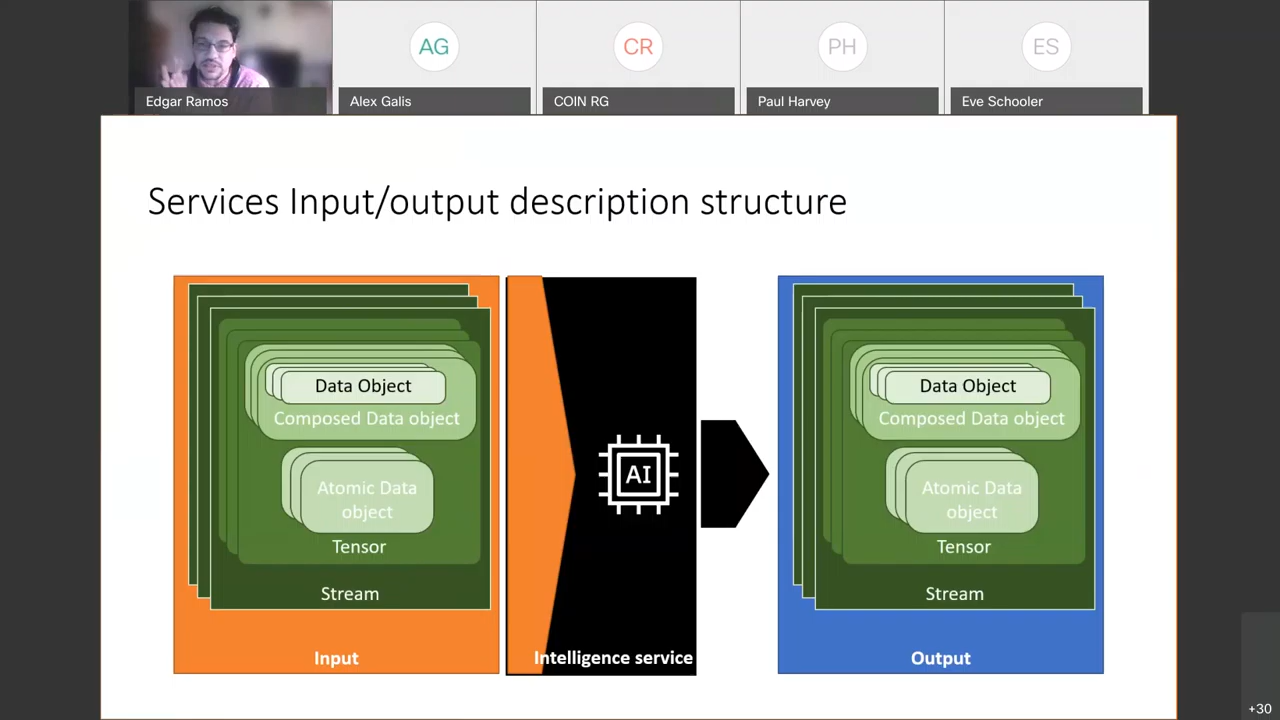 AG
CR
PH
ES
Edgar Ramos
Alex Galis
COIN RG
Paul Harvey
Eve Schooler
Services Input/output description structure
Data Object
Composed Data object
Atomic Data
object
Tensor
Stream
Input
AI
Intelligence service
Data Object
Composed Data object
Atomic Data
object
Tensor
Stream
Output
+30